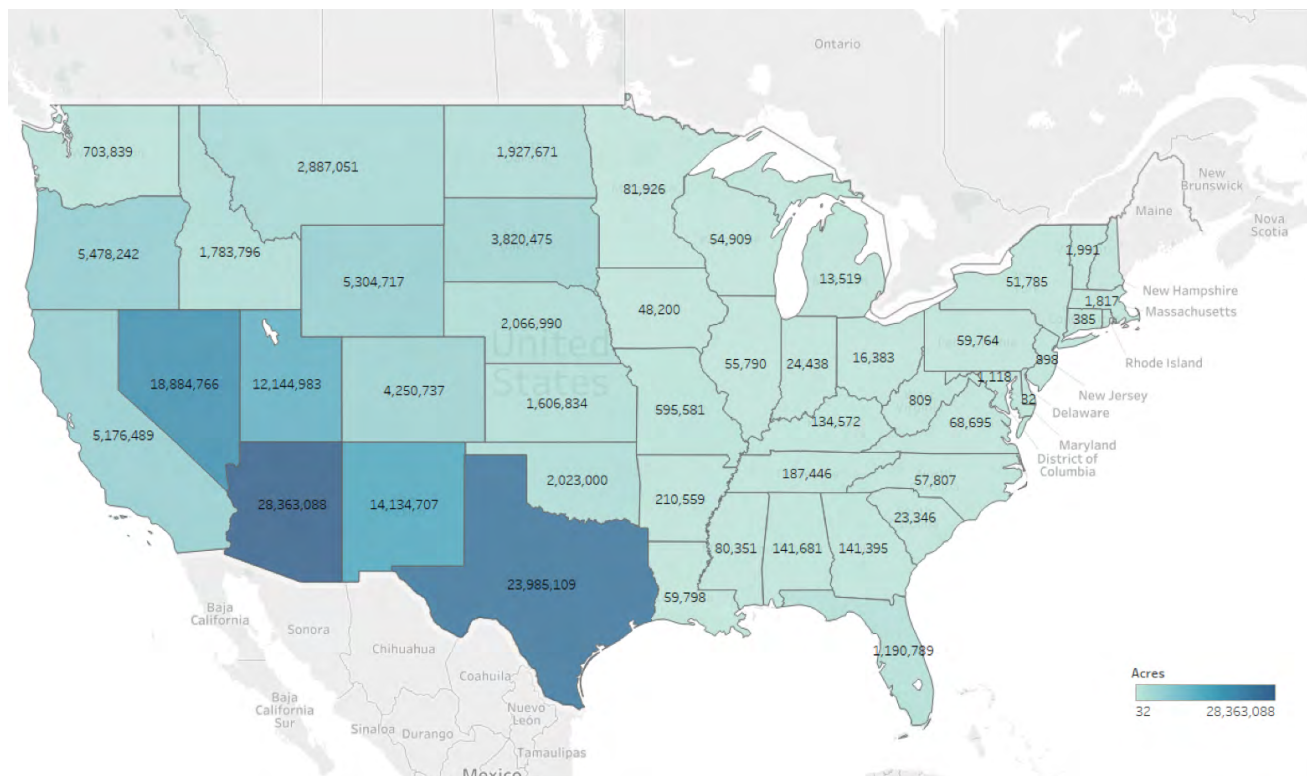 Ontario
New
Brunswick
Maine
Nova
Scotia
703,839
2,887,051
1,927,671
81,926
5,478,242
1,783,796
5,304,717
3,820,475
54,909
13,519
51,785
1,991
New Hampshire
1,817
Massachusetts
385
Rhode Island
2,066,990
48,200
United
States
18,884,766
12,144,983
4,250,737
1,606,834
595,581
55,790
24,438
16,383
59,764
898
New Jersey
1,118
32
Delaware
809
68,695
Maryland
District of
Columbia
5,176,489
134,572
28,363,088
14,134,707
2,023,000
210,559
187,446
57,807
23,346
80,351
141,681
141,395
23,985,109
59,798
1,190,789
Baja
California
Sonora
Chihuahua
Coahuila
Baja
California
Sur
Nuevo
León
Sinaloa
Durango
Tamaulipas
Mexico
Acres
32
28,363,088